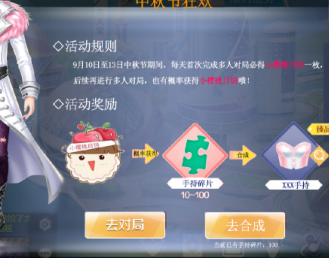 中秋节狂欢
◇活动规则
9月10日至13日中秋节期间，每天首次完成多人对局必得小樱桃月饼一枚，
后续再进行多人对局，也有概率获得小樱桃月饼哦！
◇活动奖励
小樱桃月饼
概率获得
合成
臻品
手持碎片
10~100
XXX手持
去对局
去合成
当前已有手持碎片：100